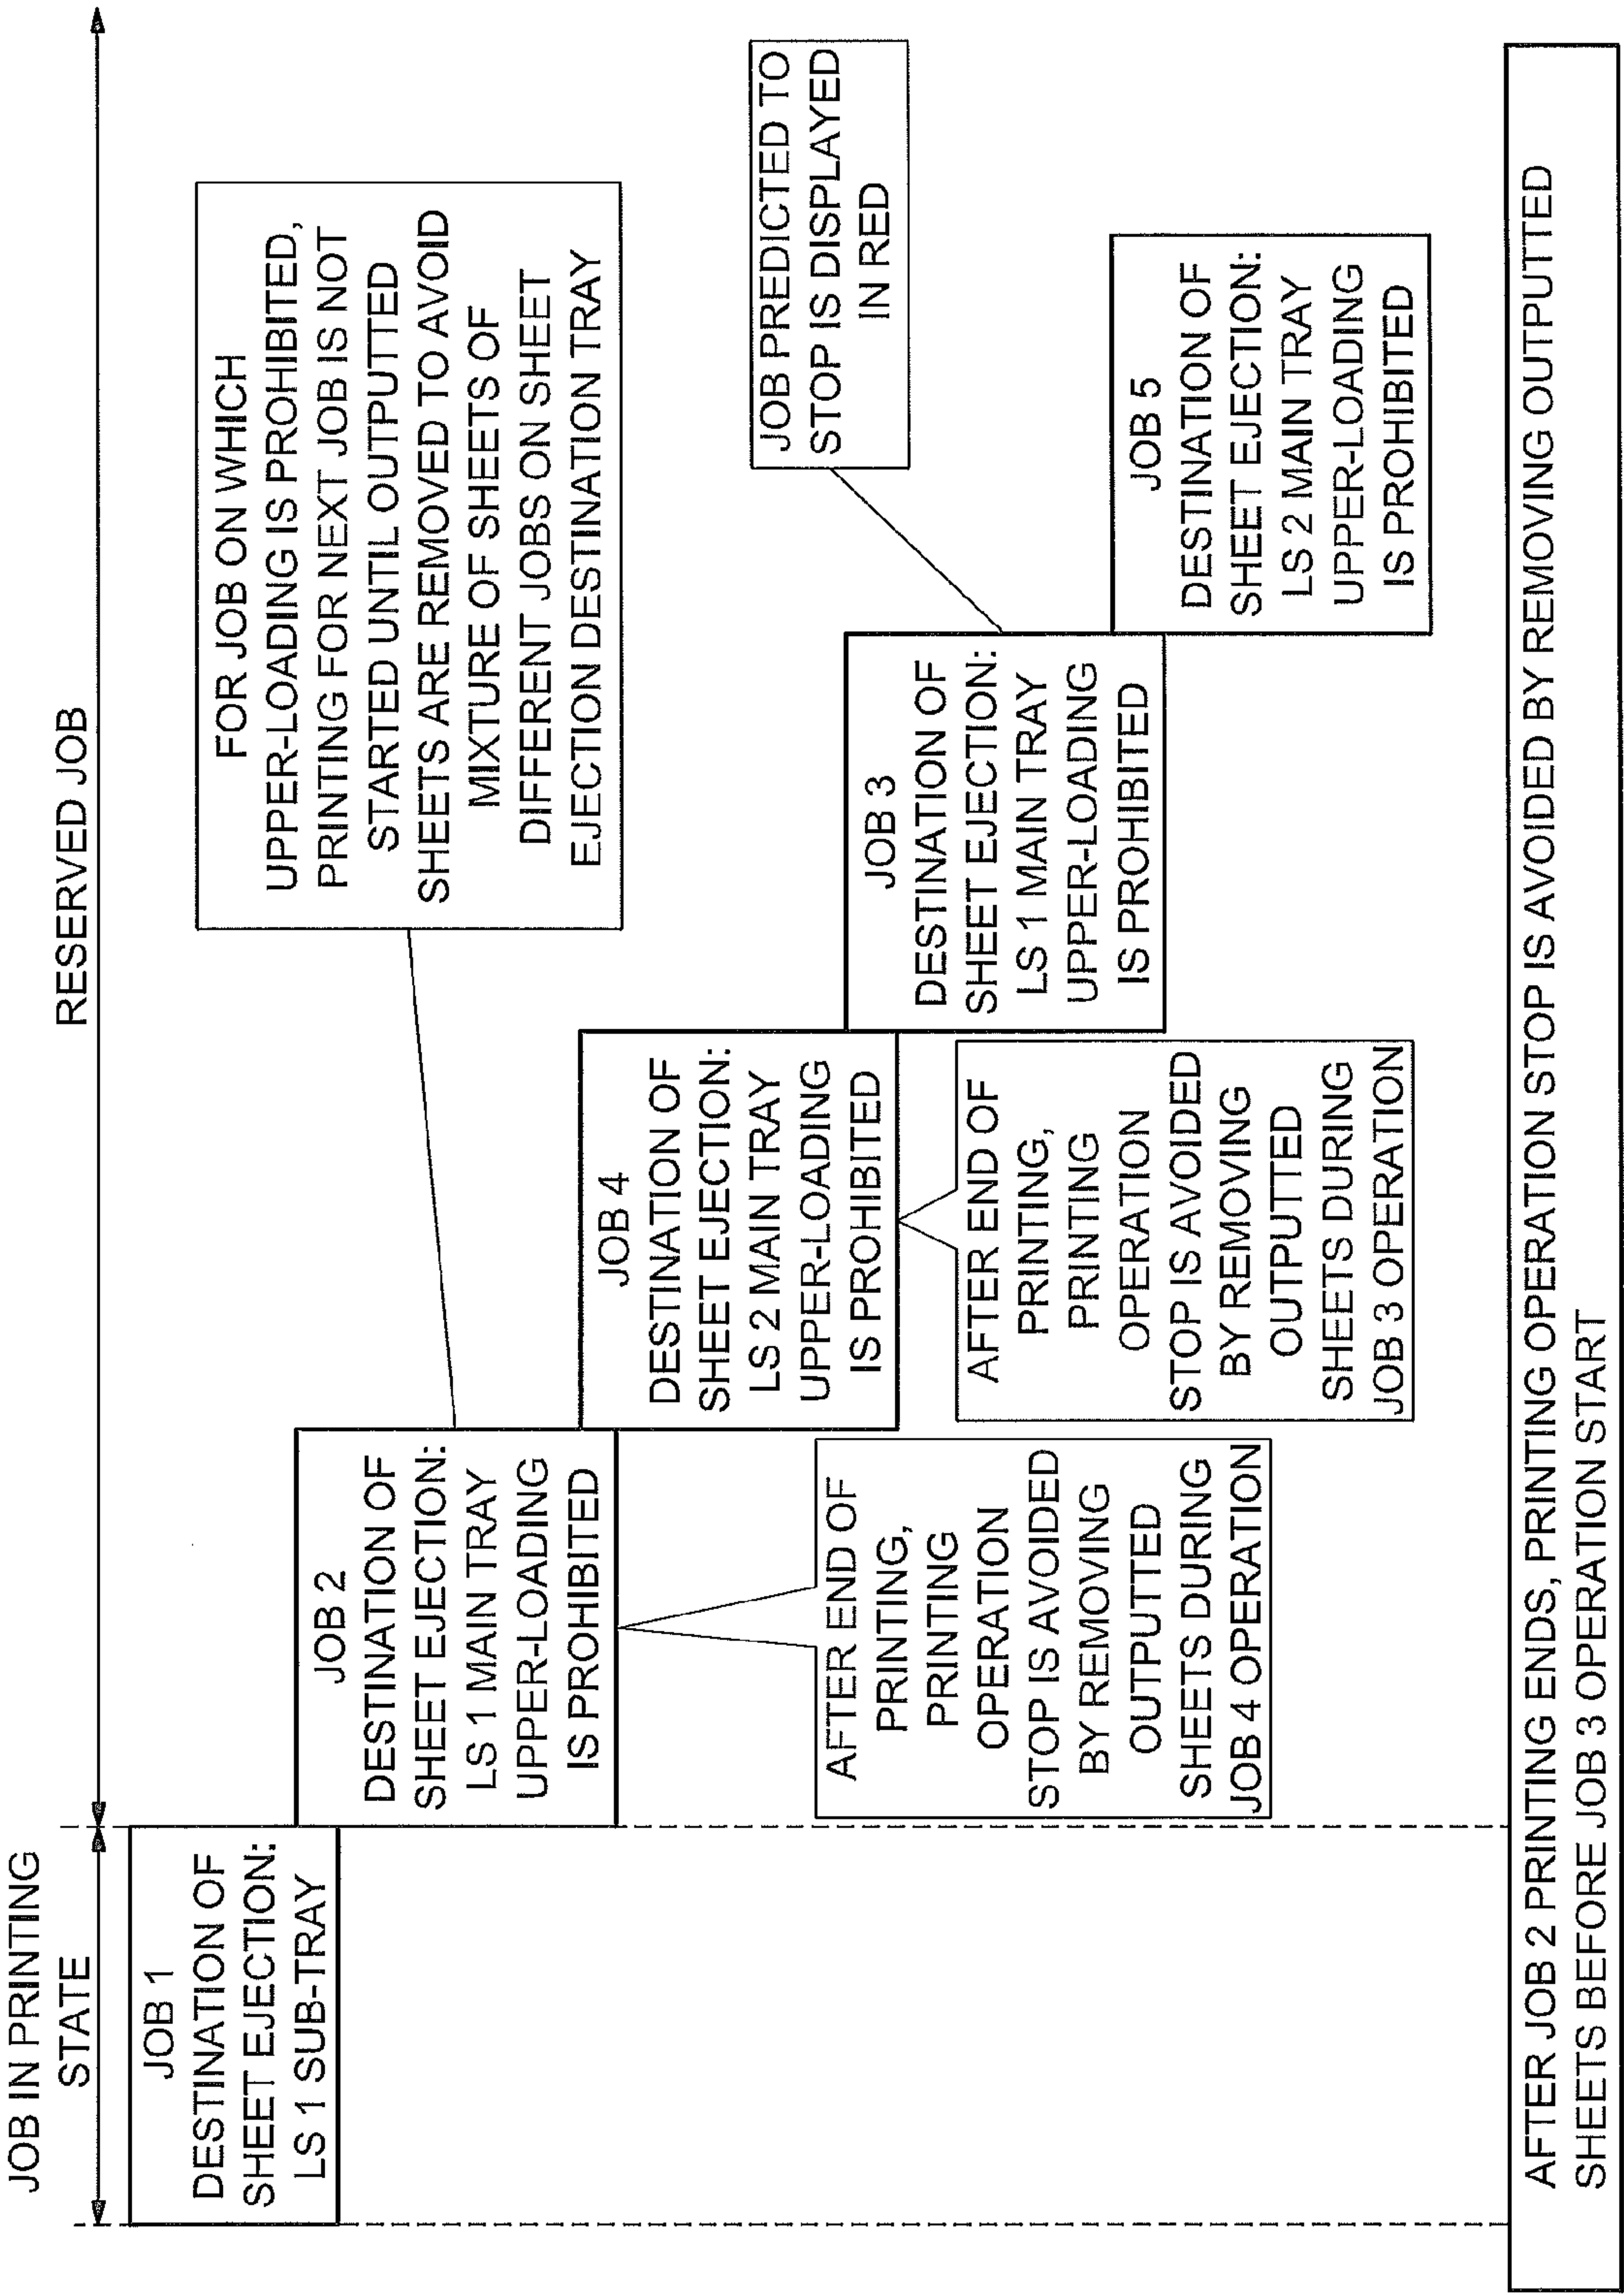 JOB IN PRINTING
STATE
RESERVED JOB
JOB 1
DESTINATION OF
SHEET EJECTION:
LS 1 SUB-TRAY
JOB 2
DESTINATION OF
SHEET EJECTION:
LS 1 MAIN TRAY
UPPER-LOADING
IS PROHIBITED
FOR JOB ON WHICH
UPPER-LOADING IS PROHIBITED,
PRINTING FOR NEXT JOB IS NOT
STARTED UNTIL OUTPUTTED
SHEETS ARE REMOVED TO AVOID
MIXTURE OF SHEETS OF
DIFFERENT JOBS ON SHEET
EJECTION DESTINATION TRAY
JOB 4
DESTINATION OF
SHEET EJECTION:
LS 2 MAIN TRAY
UPPER-LOADING
IS PROHIBITED
JOB 3
DESTINATION OF
SHEET EJECTION:
LS 1 MAIN TRAY
UPPER-LOADING
IS PROHIBITED
JOB PREDICTED TO
STOP IS DISPLAYED
IN RED
JOB 5
DESTINATION OF
SHEET EJECTION:
LS 2 MAIN TRAY
UPPER-LOADING
IS PROHIBITED
AFTER END OF
PRINTING,
PRINTING
OPERATION
STOP IS AVOIDED
BY REMOVING
OUTPUTTED
SHEETS DURING
JOB 4 OPERATION
AFTER END OF
PRINTING,
PRINTING
OPERATION
STOP IS AVOIDED
BY REMOVING
OUTPUTTED
SHEETS DURING
JOB 3 OPERATION
AFTER JOB 2 PRINTING ENDS, PRINTING OPERATION STOP IS AVOIDED BY REMOVING OUTPUTTED
SHEETS BEFORE JOB 3 OPERATION START